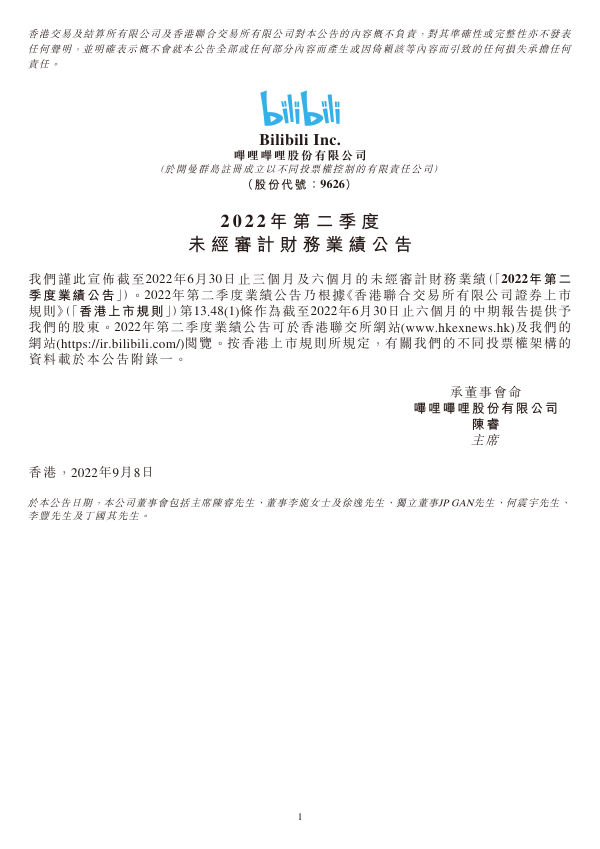 香港交易及結算所有限公司及香港聯合交易所有限公司對本公告的內容概不負責，對其準確性或完整性亦不發表
任何聲明，並明確表示概不會就本公告全部或任何部分內容而產生或因倚賴該等內容而引致的任何損失承擔任何
責任。
bilibili
Bilibili Inc.
嗶哩嗶哩股份有限公司
(於開曼群島註冊成立以不同投票權控制的有限責任公司)
（股份代號：9626）
2022年第二季度
未經審計財務業績公告
我們謹此宣佈截至2022年6月30日止三個月及六個月的未經審計財務業績(「2022年第二
季度業績公告」)。2022年第二季度業績公告乃根據《香港聯合交易所有限公司證券上市
規則》(「香港上市規則」)第13.48(1)條作為截至2022年6月30日止六個月的中期報告提供予
我們的股東。2022年第二季度業績公告可於香港聯交所網站(www.hkexnews.hk)及我們的
網站(https://ir.bilibili.com/)閱覽。按香港上市規則所規定，有關我們的不同投票權架構的
資料載於本公告附錄一。
承董事會命
嗶哩嗶哩股份有限公司
陳睿
主席
香港，2022年9月8日
於本公告日期，本公司董事會包括主席陳睿先生、董事李旎女士及徐逸先生、獨立董事JP GAN先生、何震宇先生、
李豐先生及丁國其先生。
1